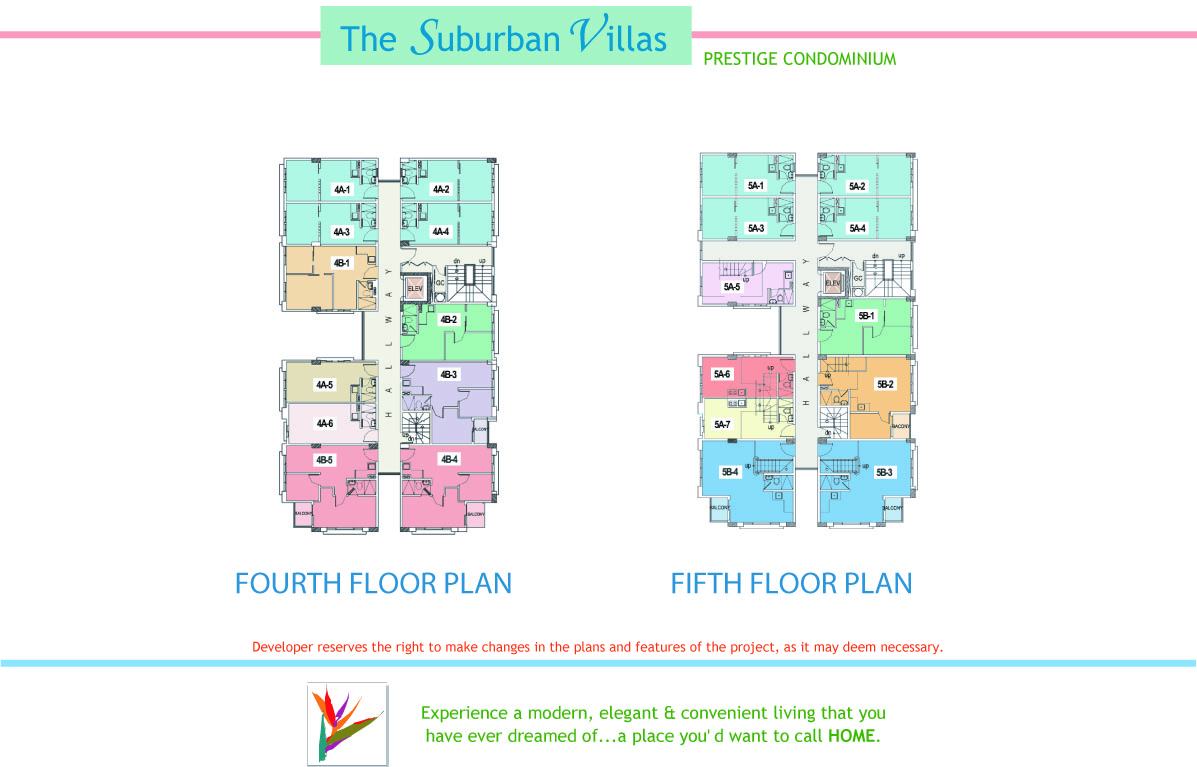 The Suburban Villas
PRESTIGE CONDOMINIUM
4A-1
4A-2
4A-3
4A-4
4B-1
dn
up
ELEV
GC
4B-2
HALLWAY
4B-3
4A-5
4A-6
up
dn
BALCONY
4B-5
4B-4
BALCONY
BALCONY
FOURTH FLOOR PLAN
5A-1
5A-2
5A-3
5A-4
dn
up
5A-5
up
ELEV
GC
5B-1
HALLWAY
5A-6
up
up
5B-2
5A-7
up
dn
BALCONY
5B-4
up
up
5B-3
BALCONY
BALCONY
FIFTH FLOOR PLAN
Developer reserves the right to make changes in the plans and features of the project, as it may deem necessary.
Experience a modern, elegant & convenient living that you
have ever dreamed of...a place you'd want to call HOME.